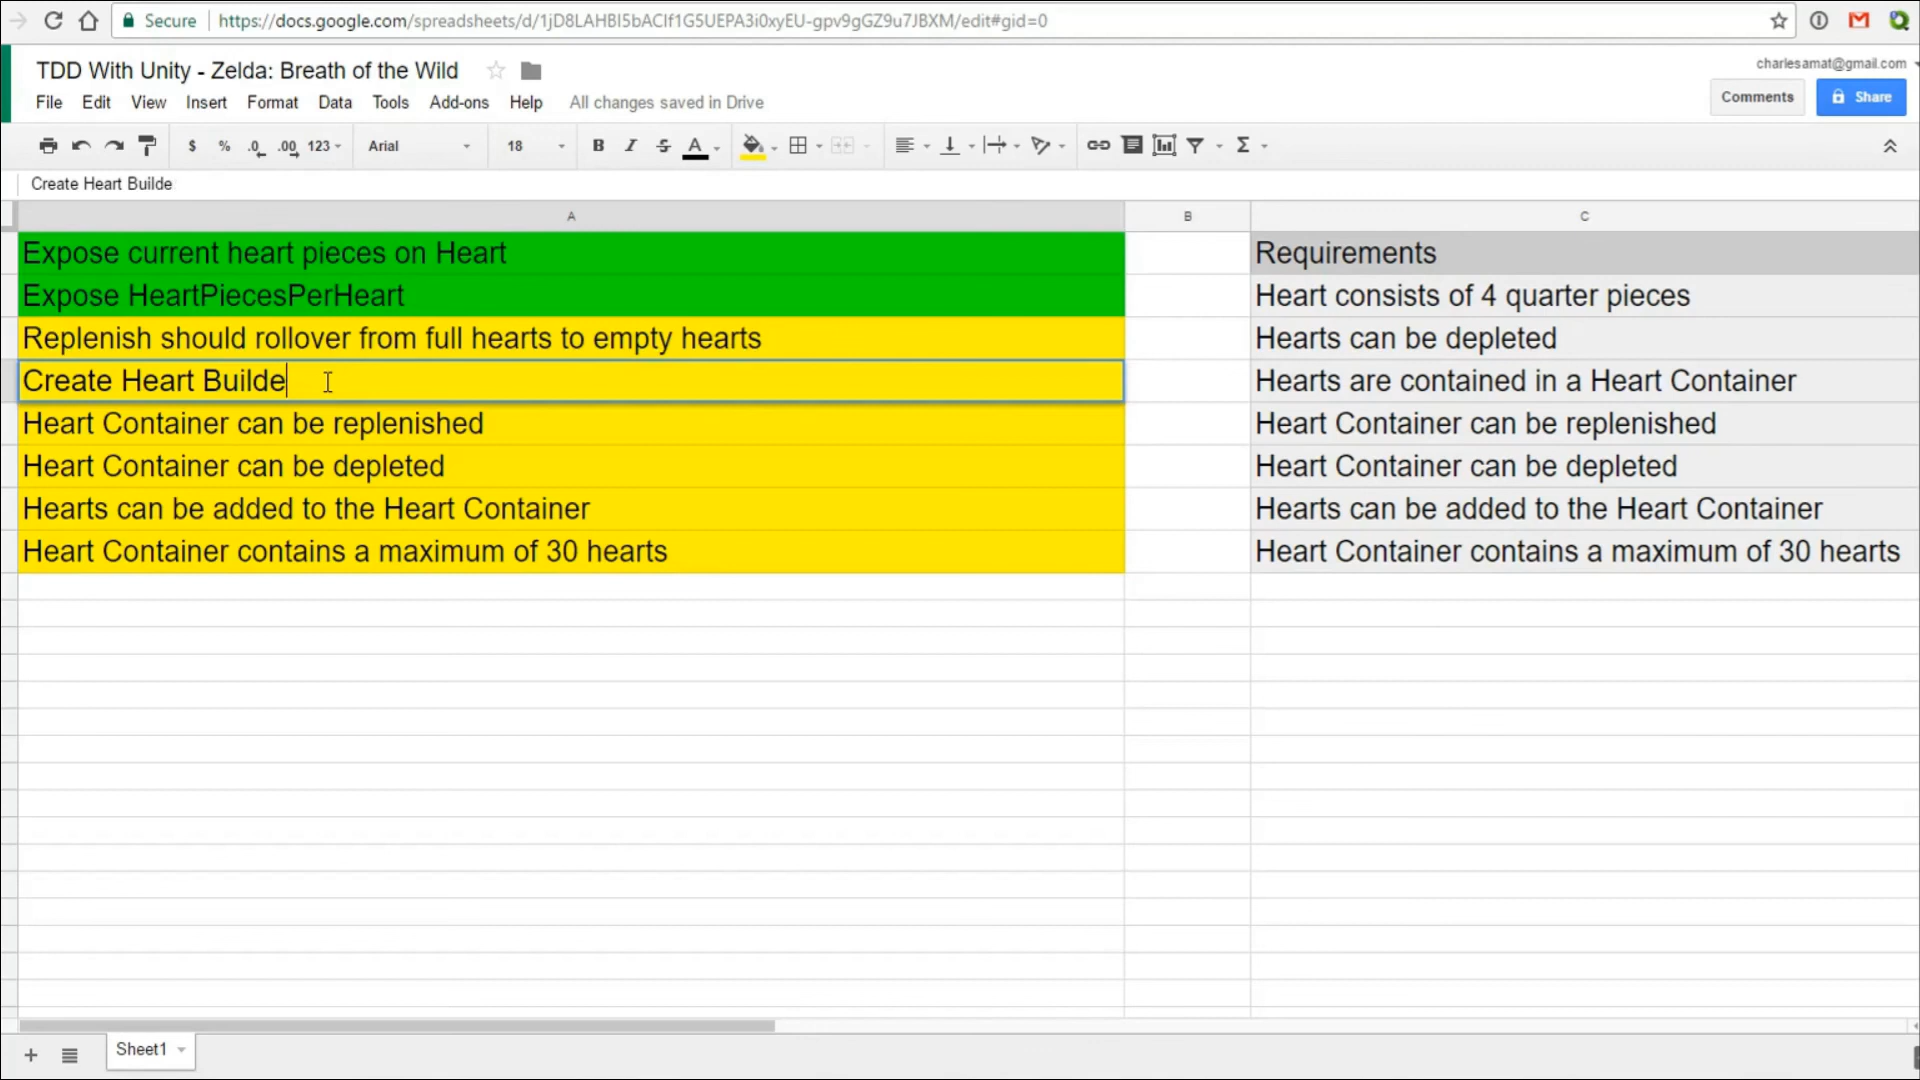 Secure https://docs.google.com/spreadsheets/d/1jD8LAHBI5bAClf1G5UEPA3i0xyEU-gpv9gGZ9u7JBXM/edit#gid=0
TDD With Unity - Zelda: Breath of the Wild
charlesamat@gmail.com
File Edit View Insert Format Data Tools Add-ons Help All changes saved in Drive
Comments Share
$ % .0 .00 123 Arial 18 B I S A Σ
Create Heart Builde
A B C
Expose current heart pieces on Heart Requirements
Expose HeartPiecesPerHeart Heart consists of 4 quarter pieces
Replenish should rollover from full hearts to empty hearts Hearts can be depleted
Create Heart Builde Hearts are contained in a Heart Container
Heart Container can be replenished Heart Container can be replenished
Heart Container can be depleted Heart Container can be depleted
Hearts can be added to the Heart Container Hearts can be added to the Heart Container
Heart Container contains a maximum of 30 hearts Heart Container contains a maximum of 30 hearts
Sheet1